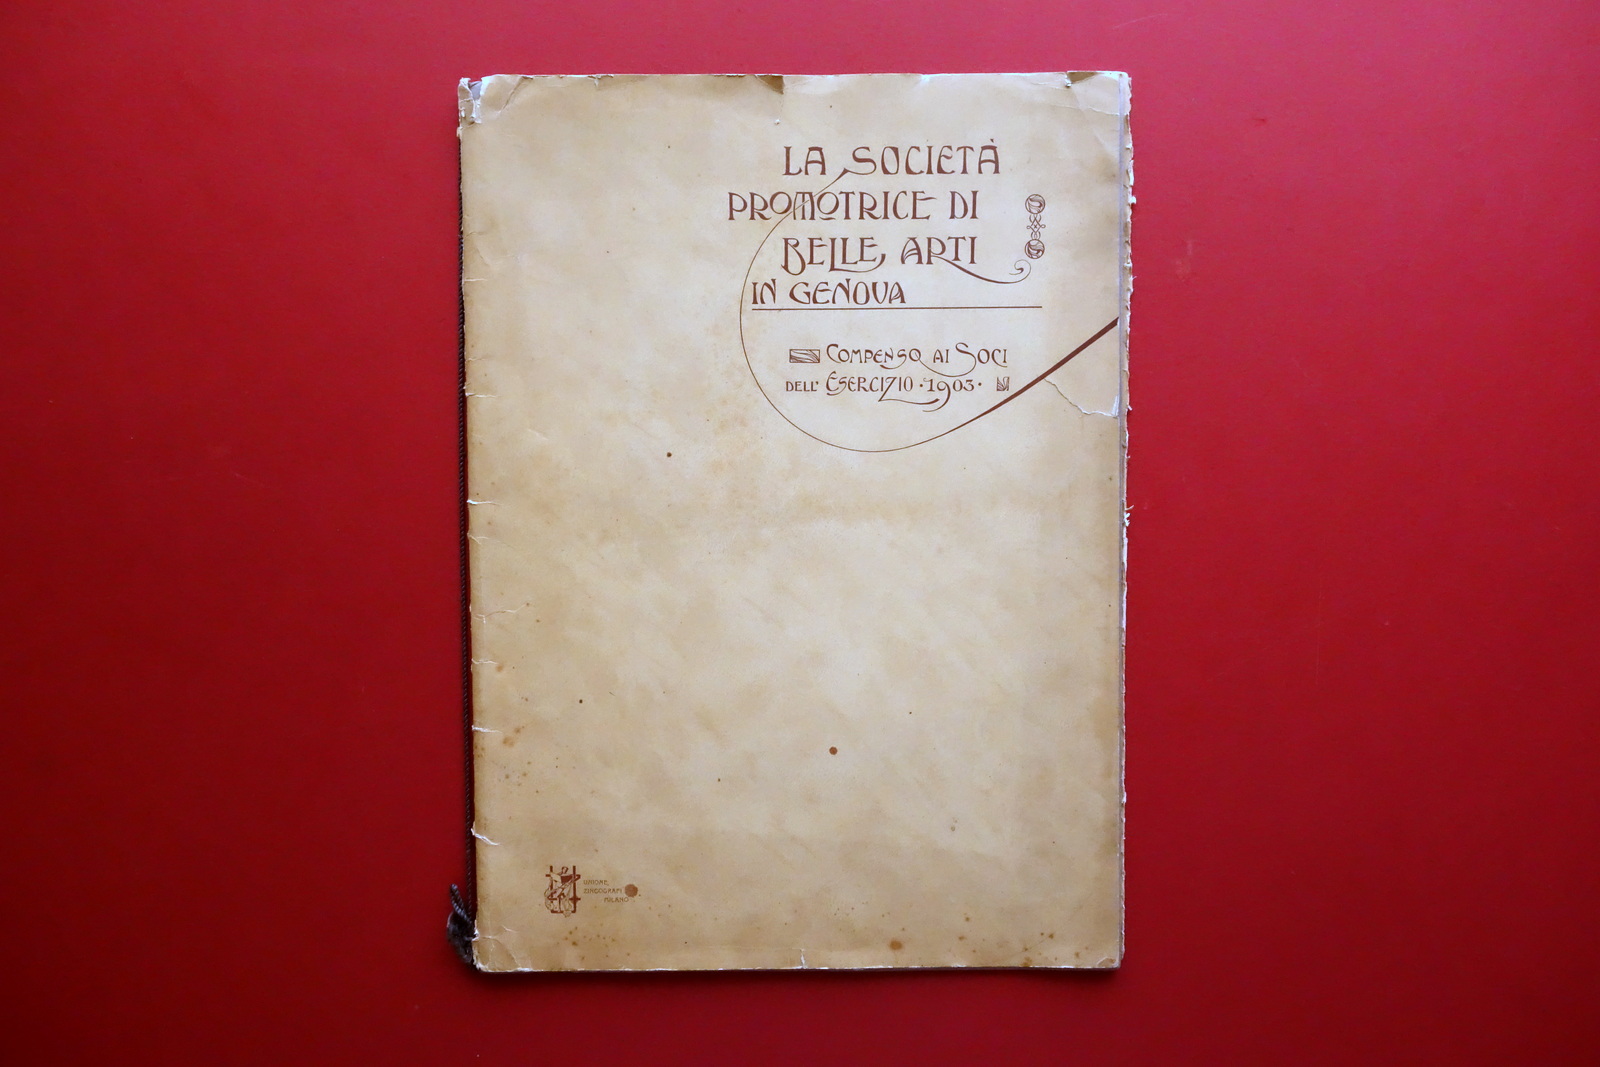 LA SOCIETÀ
PROMOTRICE DI
BELLE ARTI
IN GENOVA
COMPENSO AI SOCI
DELL' ESERCIZIO · 1903 ·
UNIONE
ZINCOGRAFI
MILANO